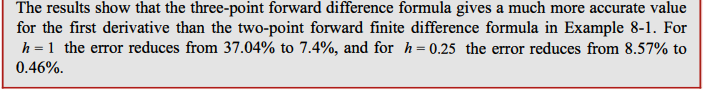 The results show that the three-point forward difference formula gives a much more accurate value
for the first derivative than the two-point forward finite difference formula in Example 8-1. For
h = 1 the error reduces from 37.04% to 7.4%, and for h = 0.25 the error reduces from 8.57% to
0.46%.